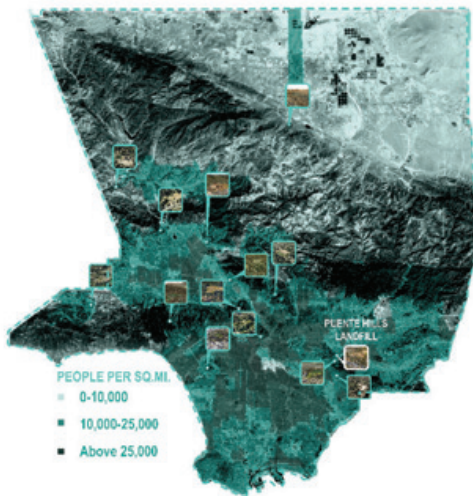 PUENTE HILLS
LANDFILL
PEOPLE PER SQ.MI.
0-10,000
10,000-25,000
Above 25,000